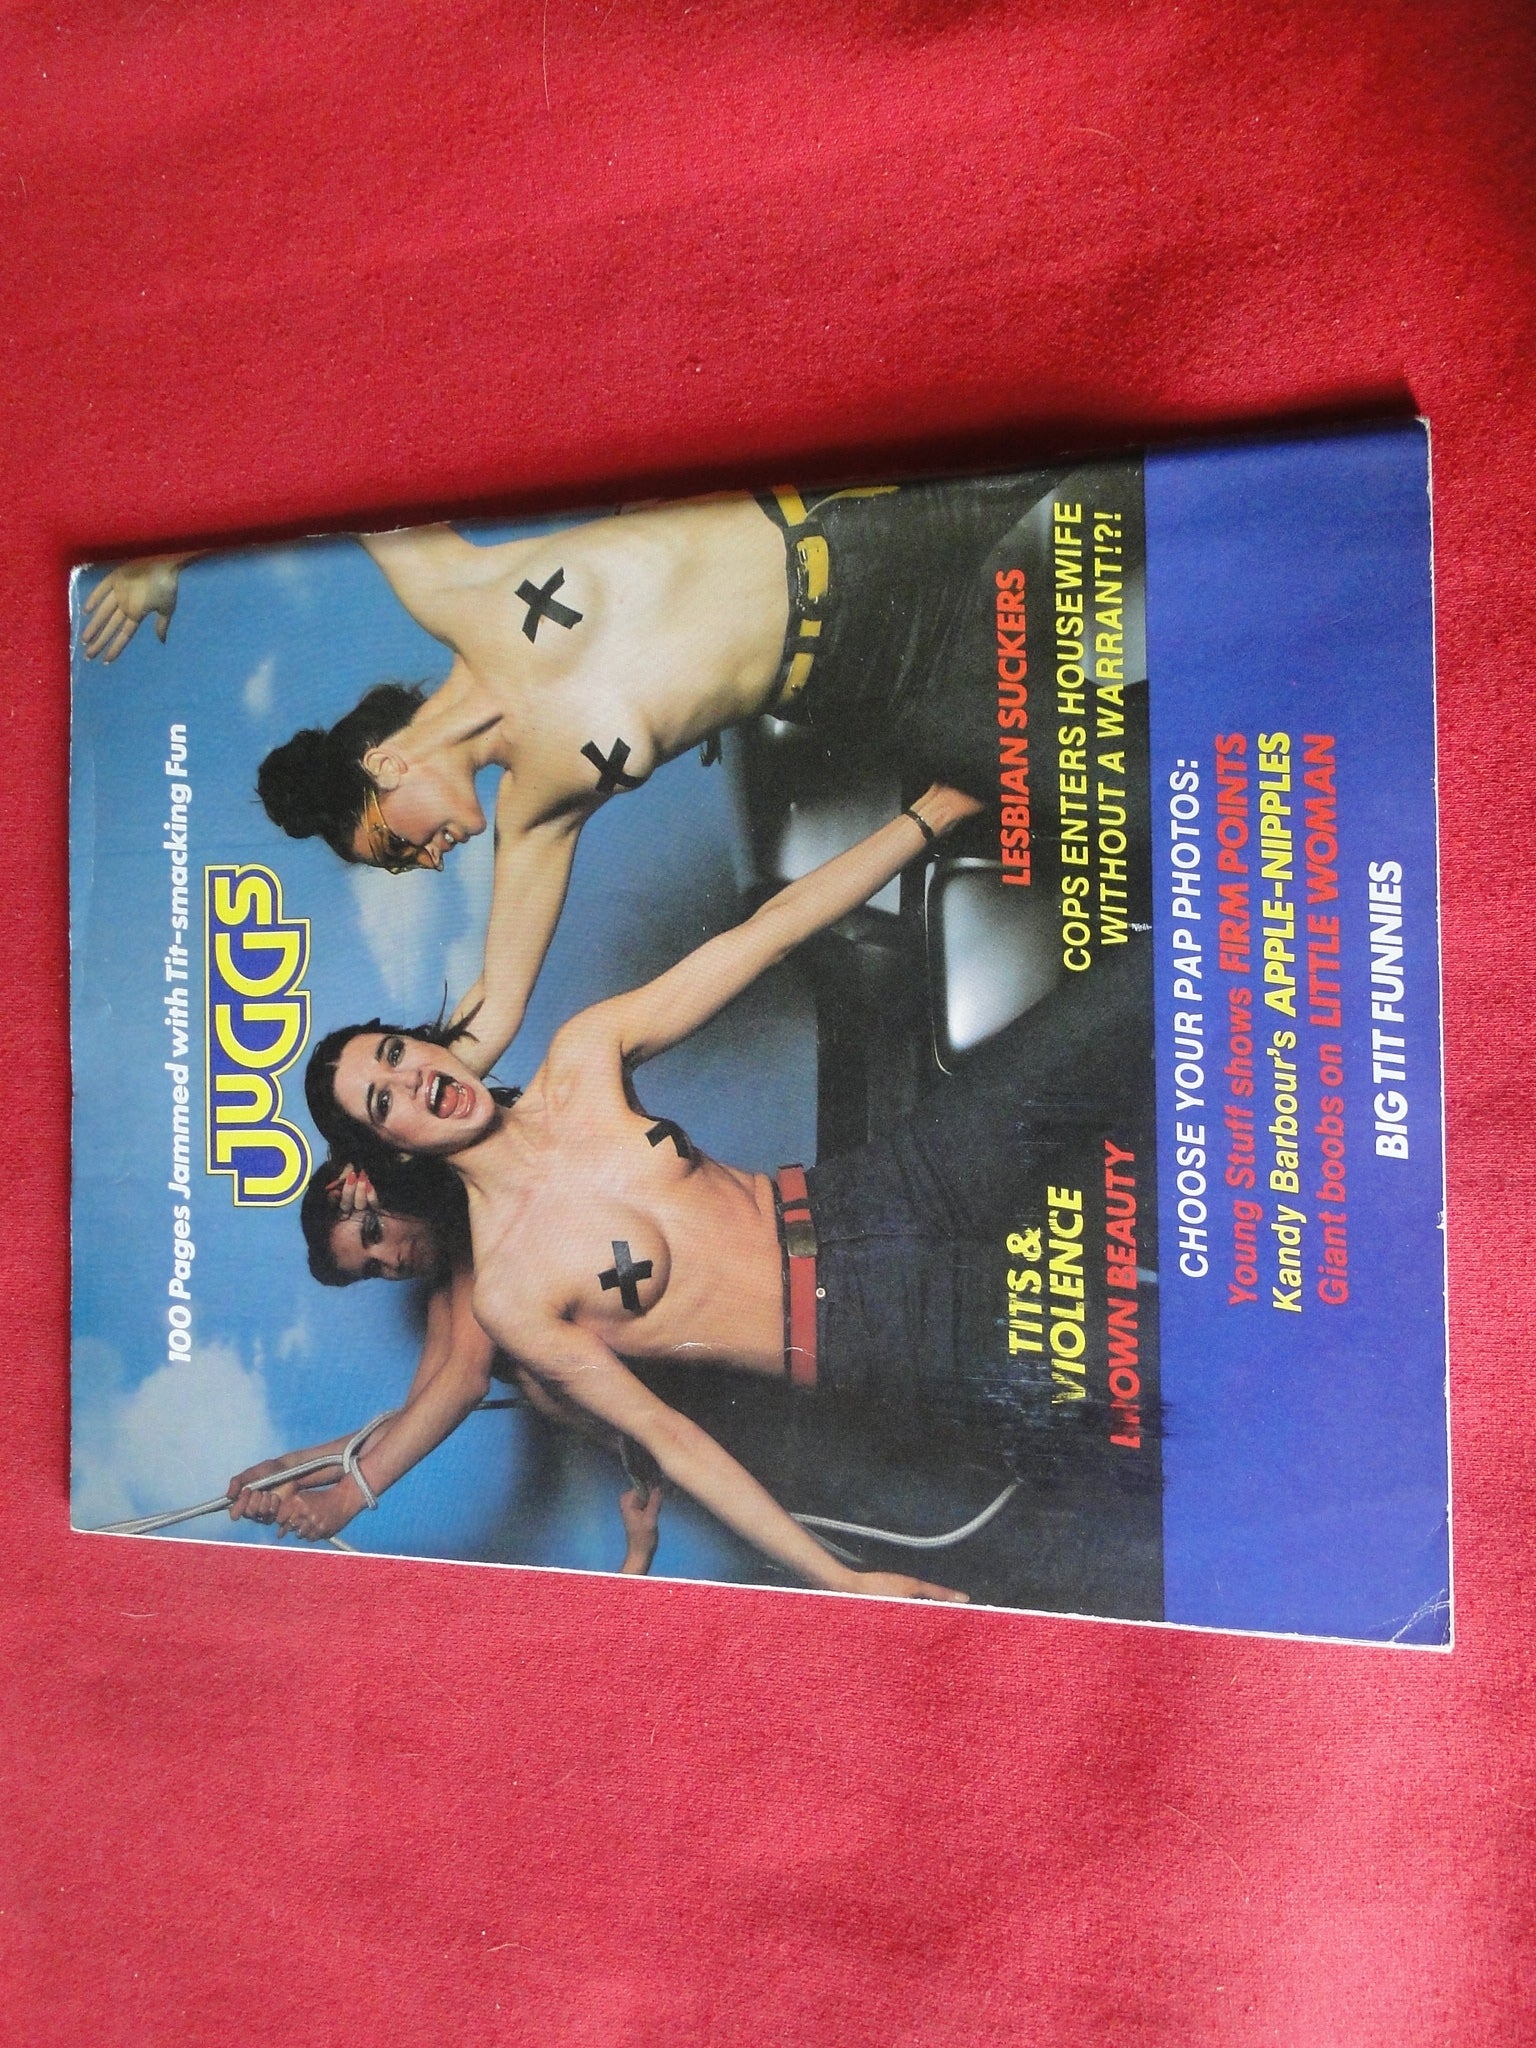 100 Pages Jammed with Tit-smacking Fun
JUGGS
LESBIAN SUCKERS
COPS ENTERS HOUSEWIFE
WITHOUT A WARRANT!?!
TITS &
VIOLENCE
BROWN BEAUTY
CHOOSE YOUR PAP PHOTOS:
Young Stuff shows FIRM POINTS
Kandy Barbour's APPLE-NIPPLES
Giant boobs on LITTLE WOMAN
BIG TIT FUNNIES